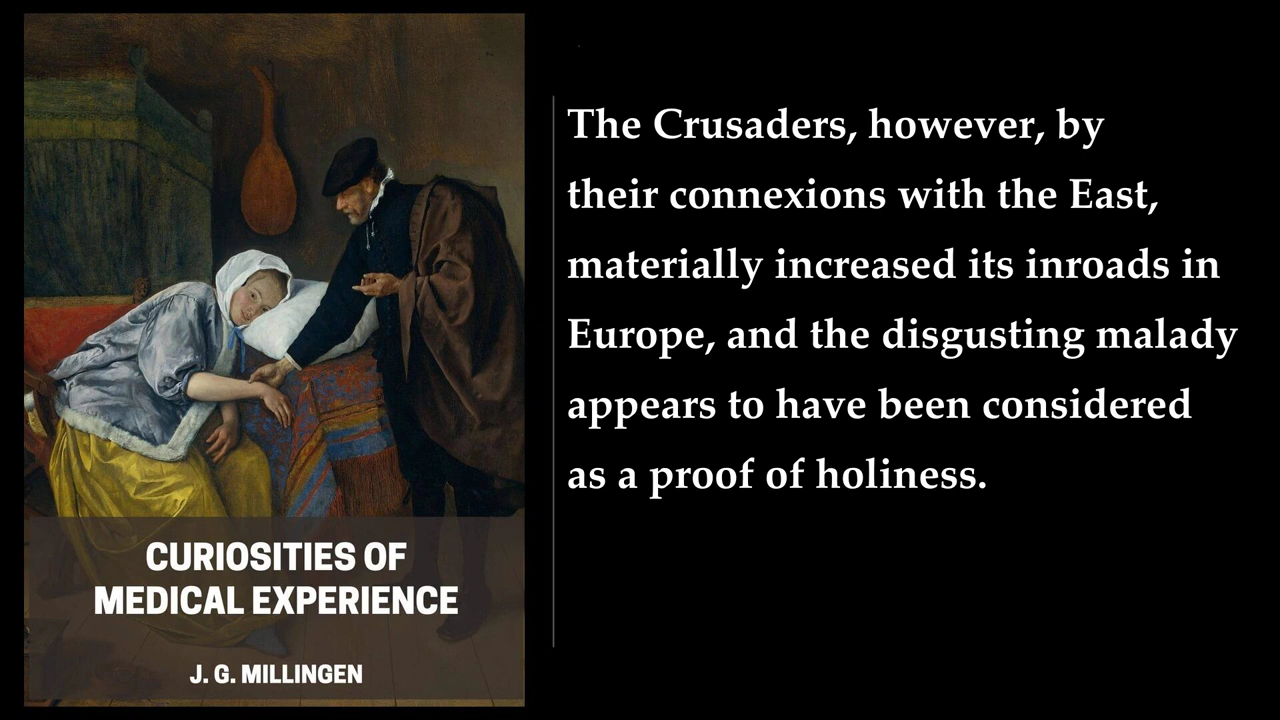 CURIOSITIES OF
MEDICAL EXPERIENCE
J. G. MILLINGEN
The Crusaders, however, by
their connexions with the East,
materially increased its inroads in
Europe, and the disgusting malady
appears to have been considered
as a proof of holiness.